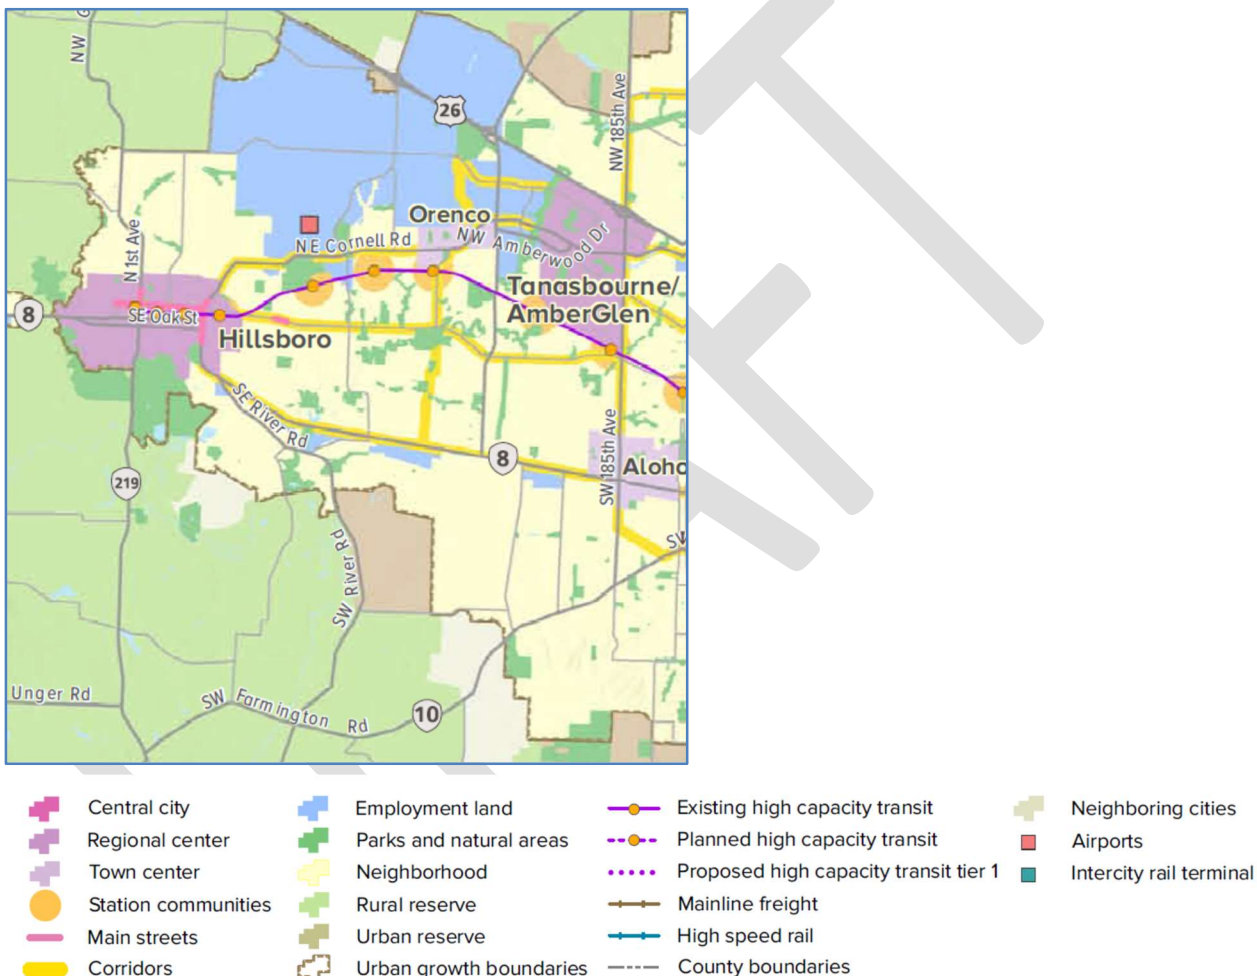 NW
26
NW 185th Ave
Orenco
N 1st Ave
NE Cornell Rd
NW Amberwood Dr
Tanasbourne/
AmberGlen
8
SE Oak St
Hillsboro
SE River Rd
8
SW 185th Ave
Aloha
219
SW River Rd
Unger Rd
SW Farmington Rd
10
Central city
Regional center
Town center
Station communities
Main streets
Corridors
Employment land
Parks and natural areas
Neighborhood
Rural reserve
Urban reserve
Urban growth boundaries
Existing high capacity transit
Planned high capacity transit
Proposed high capacity transit tier 1
Mainline freight
High speed rail
County boundaries
Neighboring cities
Airports
Intercity rail terminal